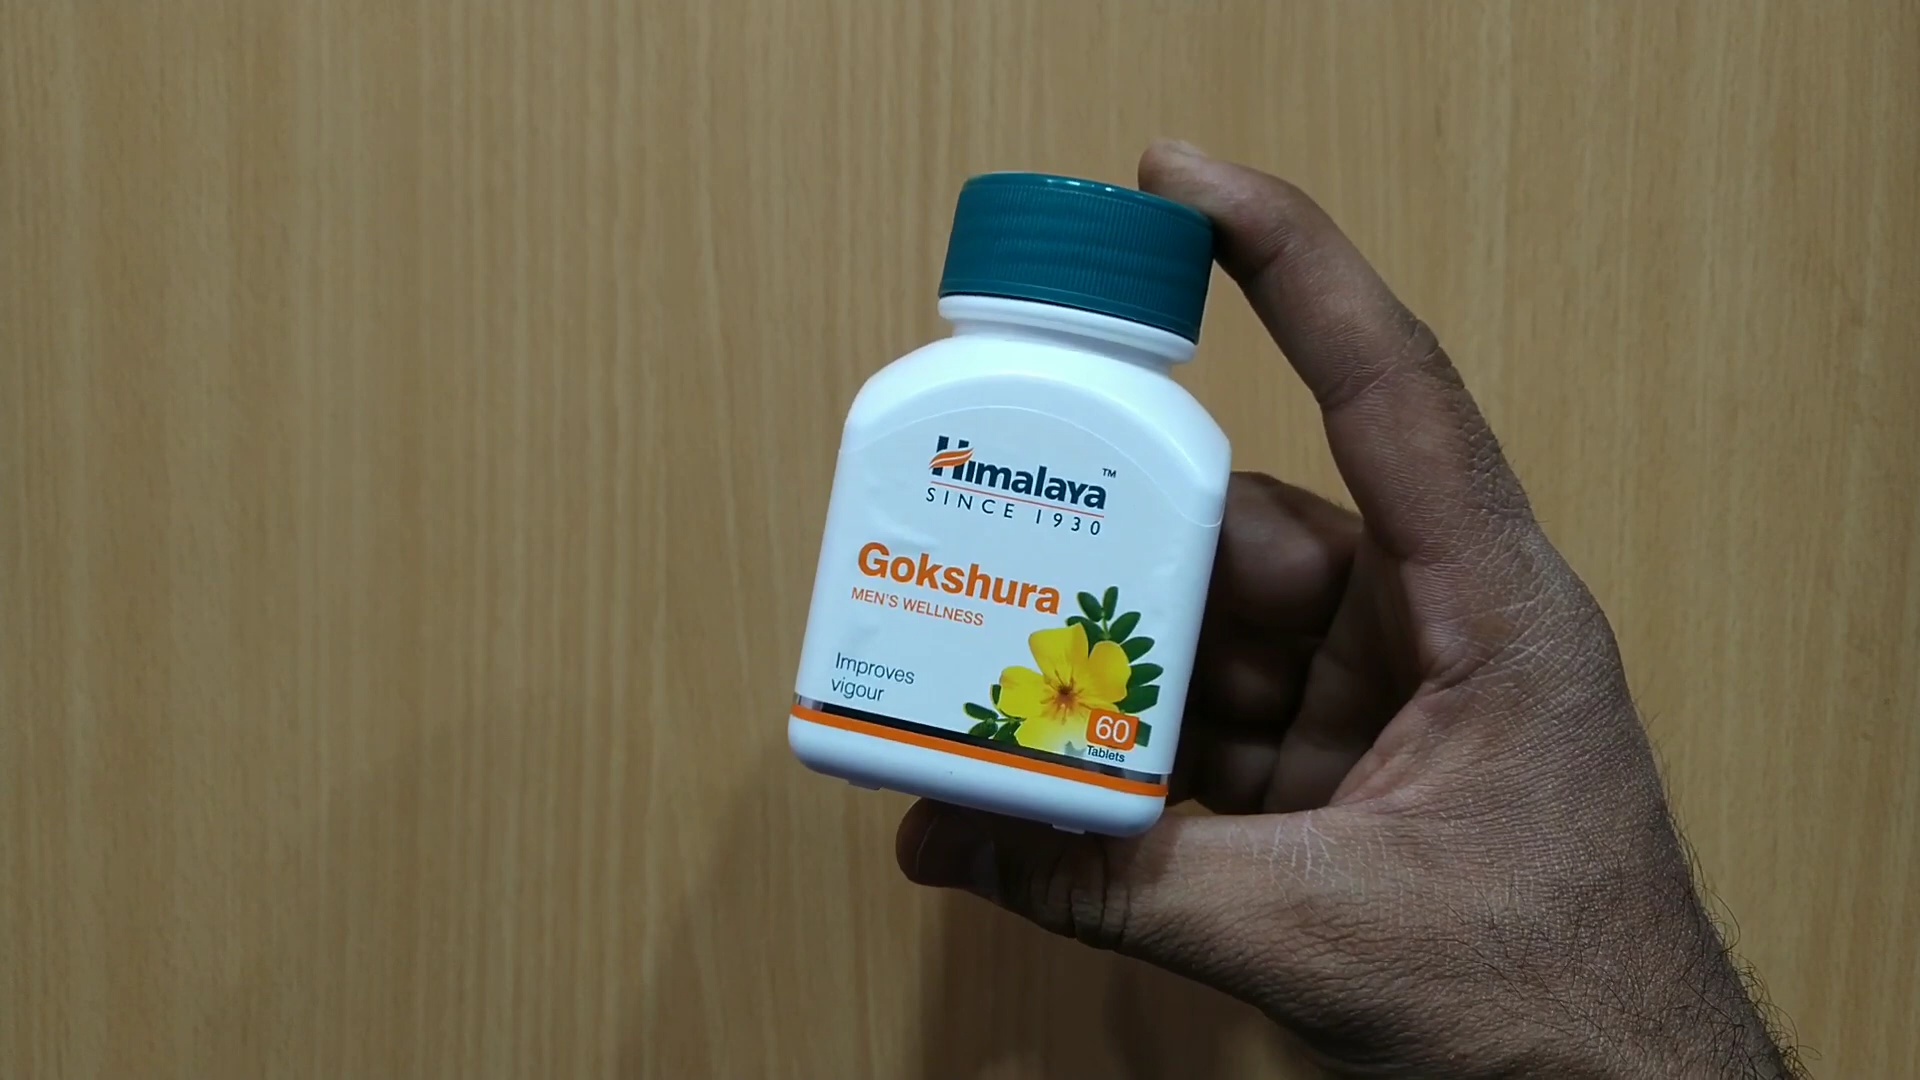 Himalaya™
SINCE 1930
Gokshura
MEN'S WELLNESS
Improves
vigour
60
Tablets